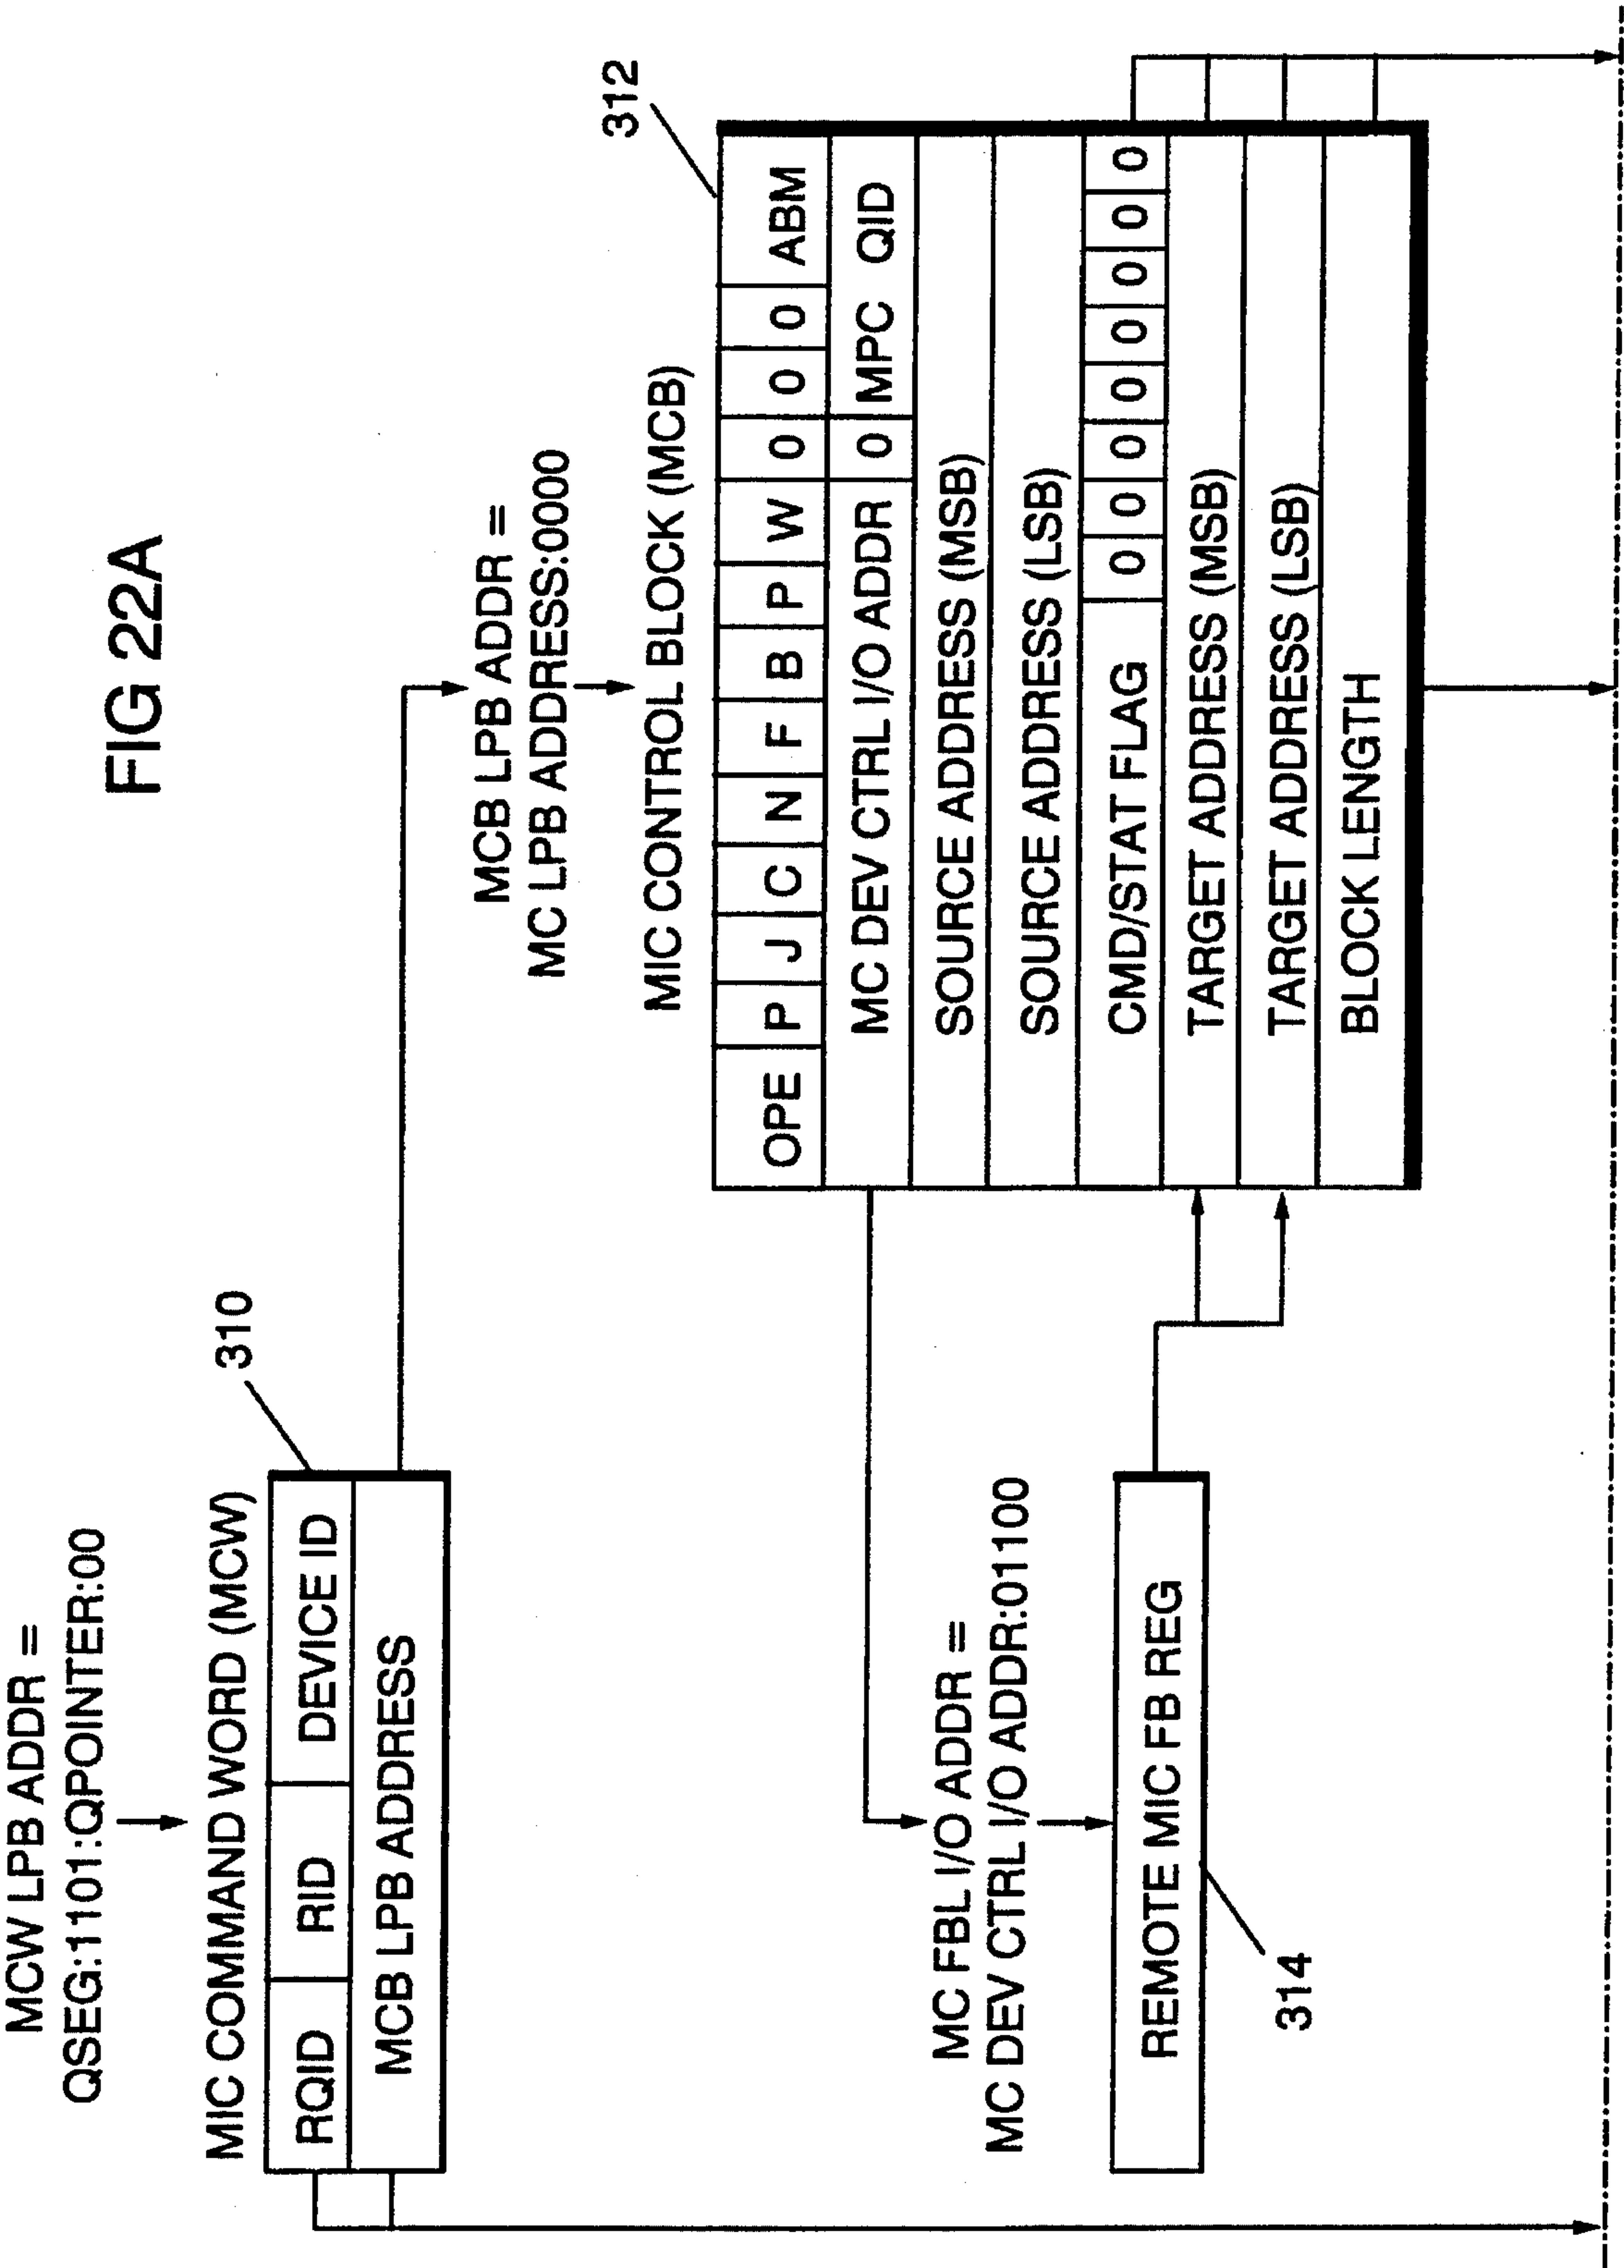 FIG 22A
MCW LPB ADDR =
QSEG:1101:QPOINTER:00
MIC COMMAND WORD (MCW)
310
RQID RID DEVICE ID
MCB LPB ADDRESS
MCB LPB ADDR =
MC LPB ADDRESS:0000
MIC CONTROL BLOCK (MCB)
312
OPE P J C N F B P W 0 0 0 ABM
MC DEV CTRL I/O ADDR 0 MPC QID
SOURCE ADDRESS (MSB)
SOURCE ADDRESS (LSB)
CMD/STAT FLAG 0 0 0 0 0 0 0 0
TARGET ADDRESS (MSB)
TARGET ADDRESS (LSB)
BLOCK LENGTH
MC FBL I/O ADDR =
MC DEV CTRL I/O ADDR:01100
REMOTE MIC FB REG
314